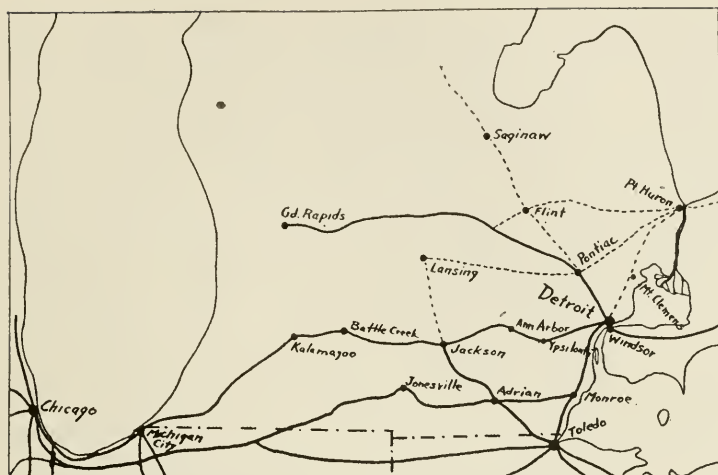 Saginaw
Gd. Rapids
Flint
Pt. Huron
Pontiac
Lansing
Mt. Clemens
Detroit
Battle Creek
Ann Arbor
Ypsilanti
Windsor
Kalamazoo
Jackson
Jonesville
Adrian
Monroe
Chicago
Michigan
City
Toledo